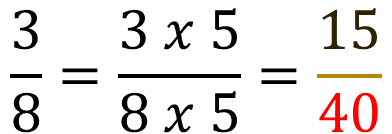 3/8 = 3 x 5/8 x 5 = 15/40